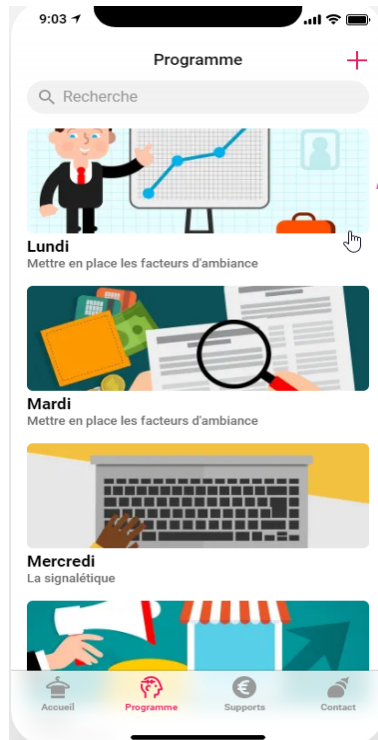 9:03
Programme
Recherche
Lundi
Mettre en place les facteurs d'ambiance
Mardi
Mettre en place les facteurs d'ambiance
Mercredi
La signalétique
Accueil
Programme
Supports
Contact